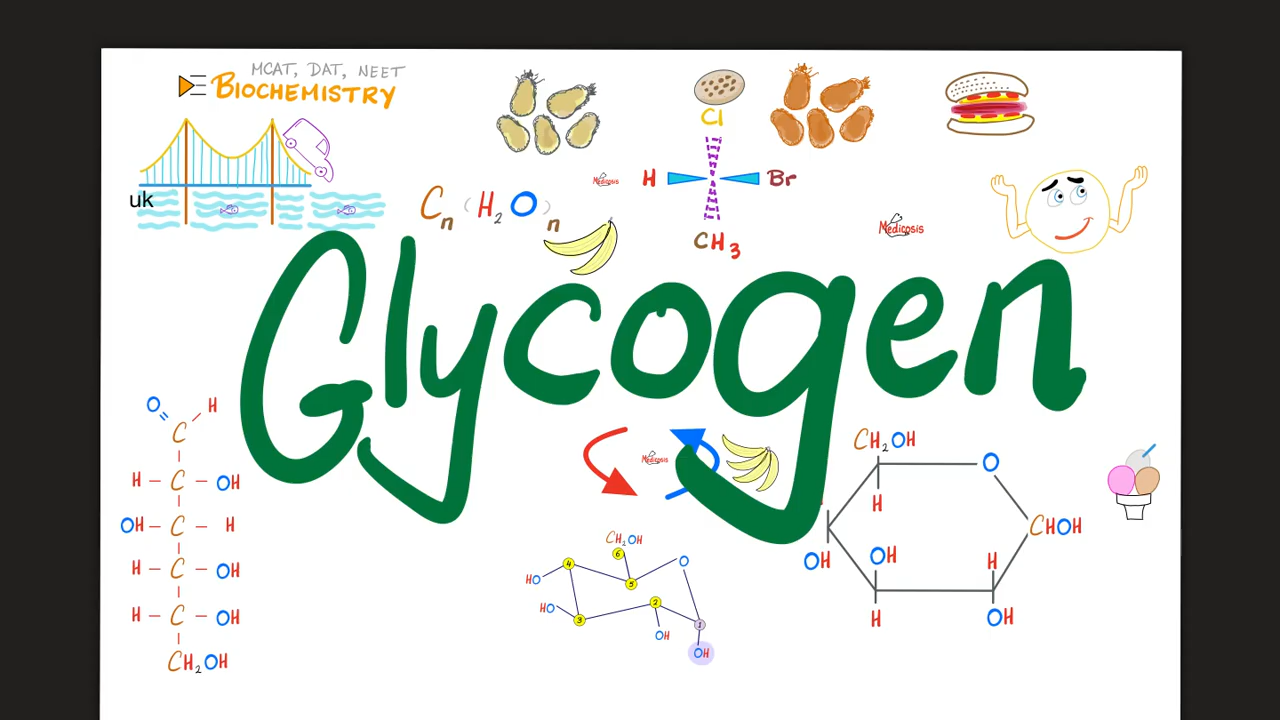 MCAT, DAT, NEET
BIOCHEMISTRY
uk
Cn(H2O)n
Medicosis
Cl
H Br
CH3
Medicosis
Glycogen
O H
C
H — C — OH
OH — C — H
H — C — OH
H — C — OH
CH2OH
Medicosis
CH2OH
6
O
4
5
HO
HO
2
3
1
OH
OH
CH2OH
O
H
CHOH
OH
OH
H
H
OH